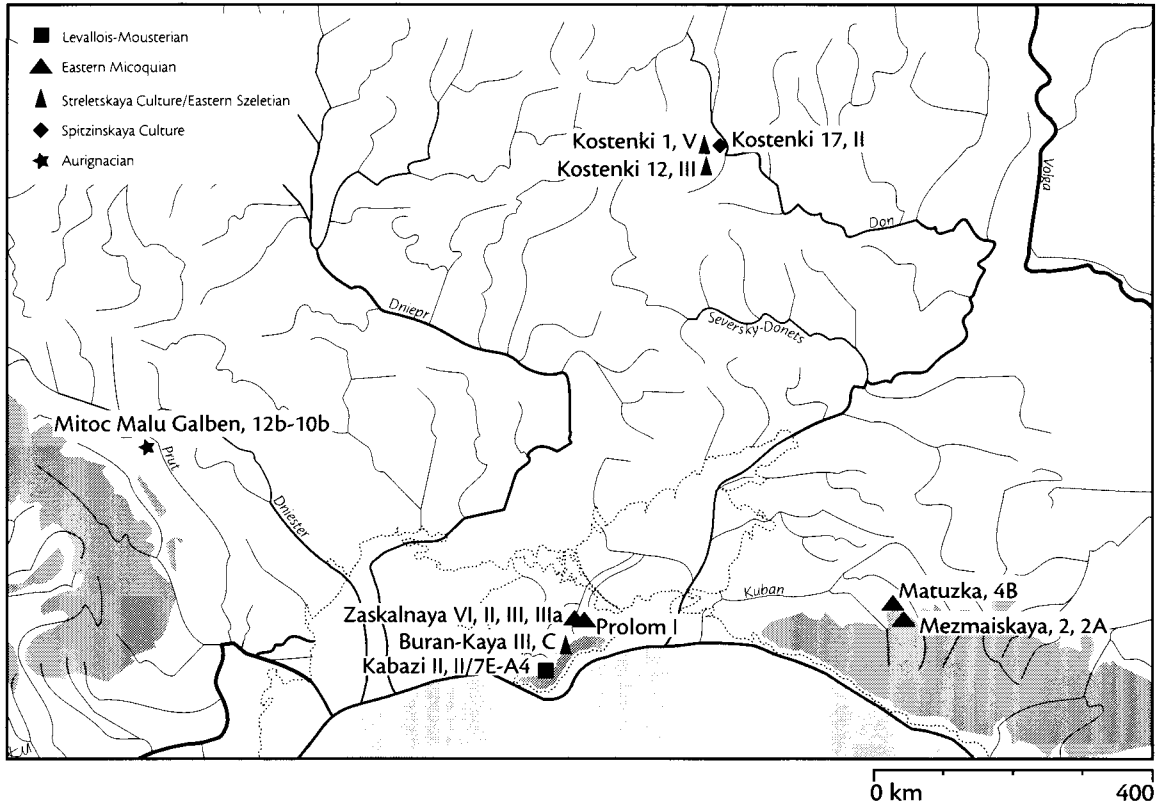 Levallois-Mousterian
Eastern Micoquian
Streletskaya Culture/Eastern Szeletian
Spitzinskaya Culture
Aurignacian
Kostenki 1, V
Kostenki 17, II
Kostenki 12, III
Volga
Don
Dniepr
Seversky-Donets
Mitoc Malu Galben, 12b-10b
Prut
Dniester
Kuban
Matuzka, 4B
Mezmaiskaya, 2, 2A
Zaskalnaya VI, II, III, IIIa
Prolom I
Buran-Kaya III, C
Kabazi II, II/7E-A4
0 km 400